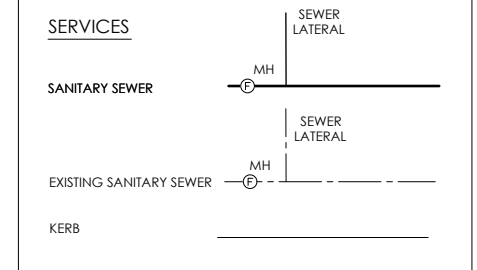 SERVICES
SEWER
LATERAL
MH
SANITARY SEWER
F
SEWER
LATERAL
MH
EXISTING SANITARY SEWER
F
KERB